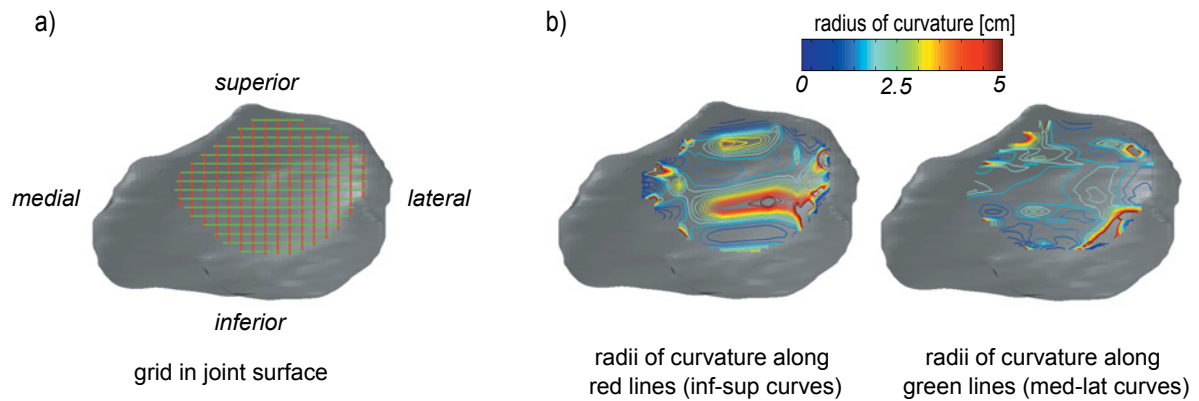 a)
superior
medial
lateral
inferior
grid in joint surface
b)
radius of curvature [cm]
0 2.5 5
radii of curvature along
red lines (inf-sup curves)
radii of curvature along
green lines (med-lat curves)